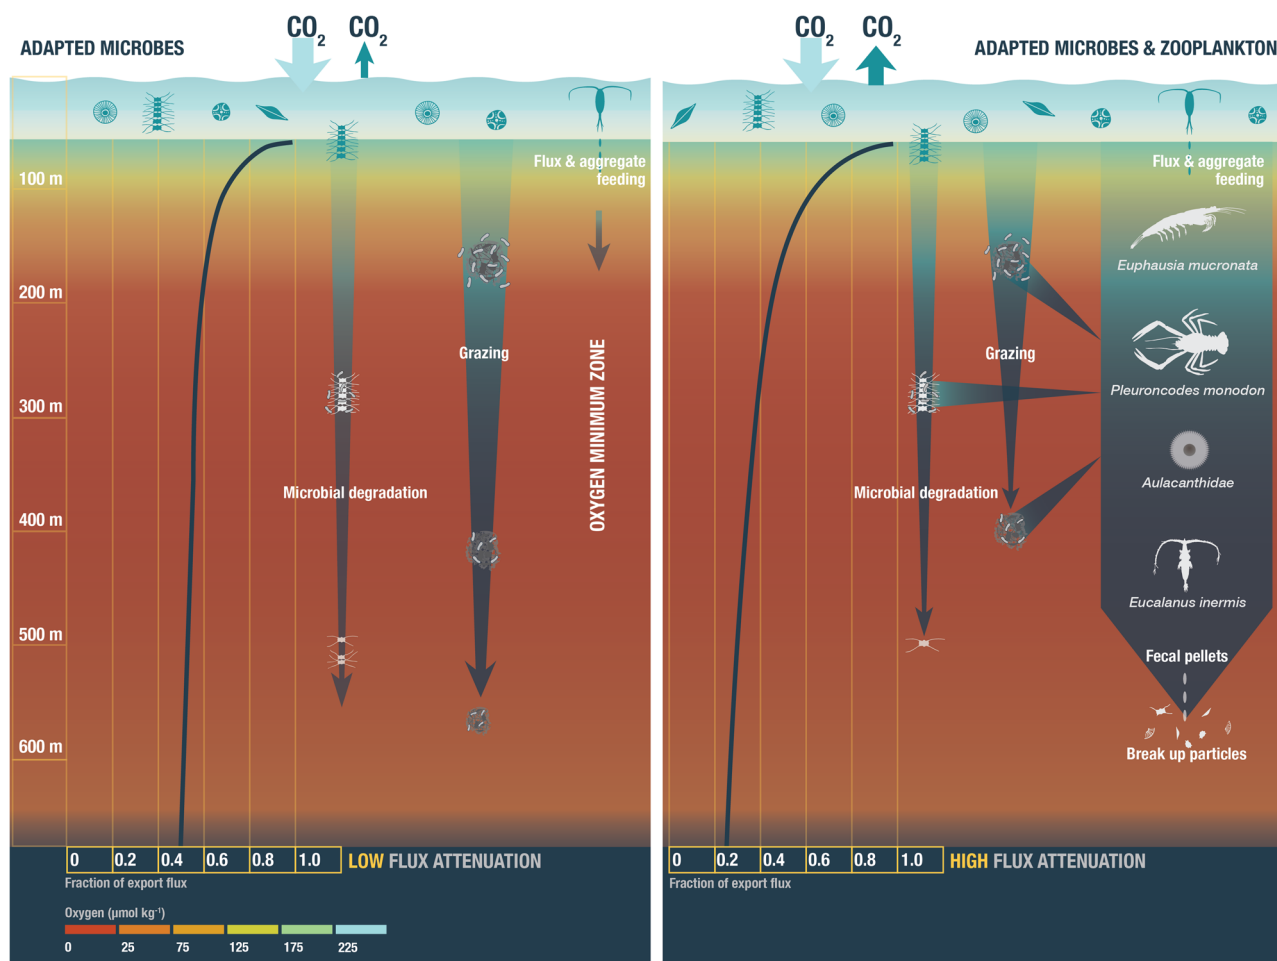 ADAPTED MICROBES
CO2
CO2
Flux & aggregate
feeding
100 m
200 m
300 m
400 m
500 m
600 m
Grazing
Microbial degradation
OXYGEN MINIMUM ZONE
0 0.2 0.4 0.6 0.8 1.0
LOW FLUX ATTENUATION
Fraction of export flux
Oxygen (µmol kg-1)
0 25 75 125 175 225
CO2
CO2
ADAPTED MICROBES & ZOOPLANKTON
Flux & aggregate
feeding
Euphausia mucronata
Grazing
Pleuroncodes monodon
Aulacanthidae
Microbial degradation
Eucalanus inermis
Fecal pellets
Break up particles
0 0.2 0.4 0.6 0.8 1.0
HIGH FLUX ATTENUATION
Fraction of export flux